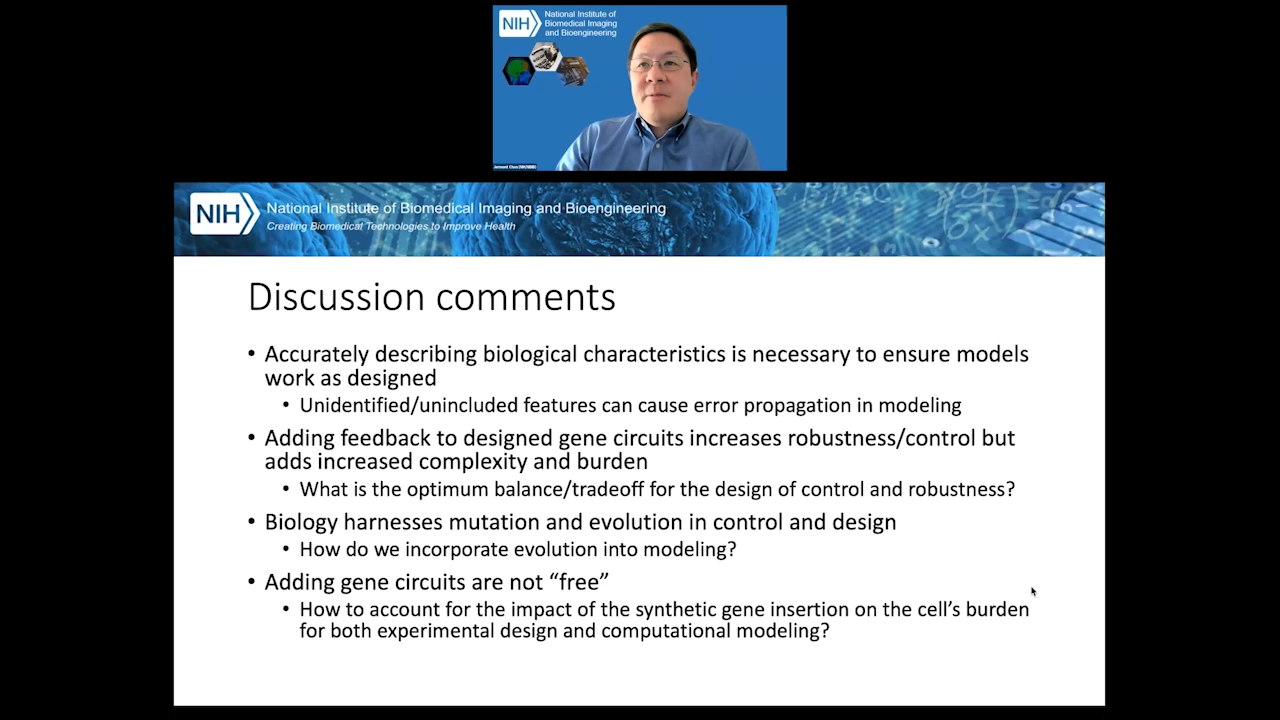 NIH
National Institute of
Biomedical Imaging
and Bioengineering
NIH
National Institute of Biomedical Imaging and Bioengineering
Creating Biomedical Technologies to Improve Health
Discussion comments
• Accurately describing biological characteristics is necessary to ensure models
work as designed
• Unidentified/unincluded features can cause error propagation in modeling
• Adding feedback to designed gene circuits increases robustness/control but
adds increased complexity and burden
• What is the optimum balance/tradeoff for the design of control and robustness?
• Biology harnesses mutation and evolution in control and design
• How do we incorporate evolution into modeling?
• Adding gene circuits are not “free”
• How to account for the impact of the synthetic gene insertion on the cell’s burden
for both experimental design and computational modeling?